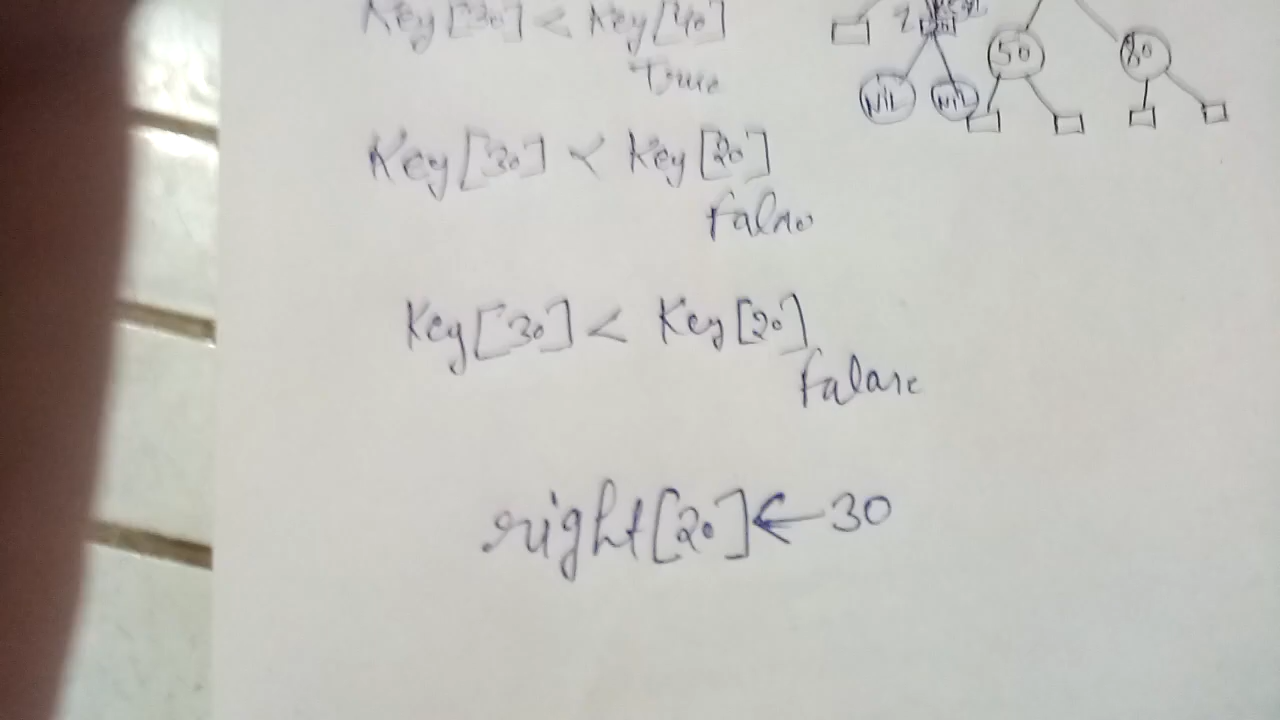 Key[30] < Key[40]
True
50
80
NIL
NIL
Key[30] < Key[20]
false
Key[30] < Key[20]
false
right[20] ← 30